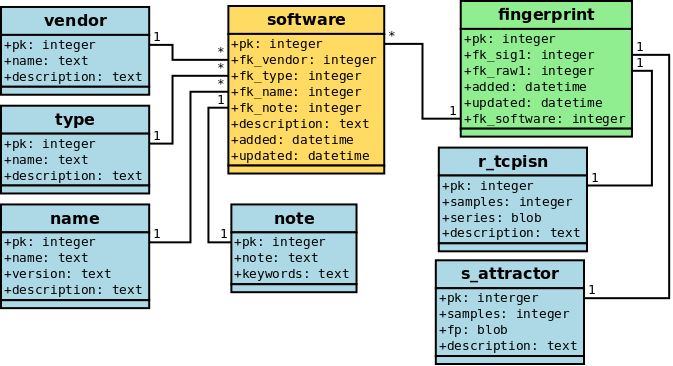 vendor
+pk: integer
+name: text
+description: text
1
type
+pk: integer
+name: text
+description: text
1
name
+pk: integer
+name: text
+version: text
+description: text
1
software
+pk: integer
+fk_vendor: integer
+fk_type: integer
+fk_name: integer
+fk_note: integer
+description: text
+added: datetime
+updated: datetime
*
*
*
1
*
note
+pk: integer
+note: text
+keywords: text
1
fingerprint
+pk: integer
+fk_sig1: integer
+fk_raw1: integer
+added: datetime
+updated: datetime
+fk_software: integer
1
1
1
r_tcpisn
+pk: integer
+samples: integer
+series: blob
+description: text
1
s_attractor
+pk: interger
+samples: integer
+fp: blob
+description: text
1